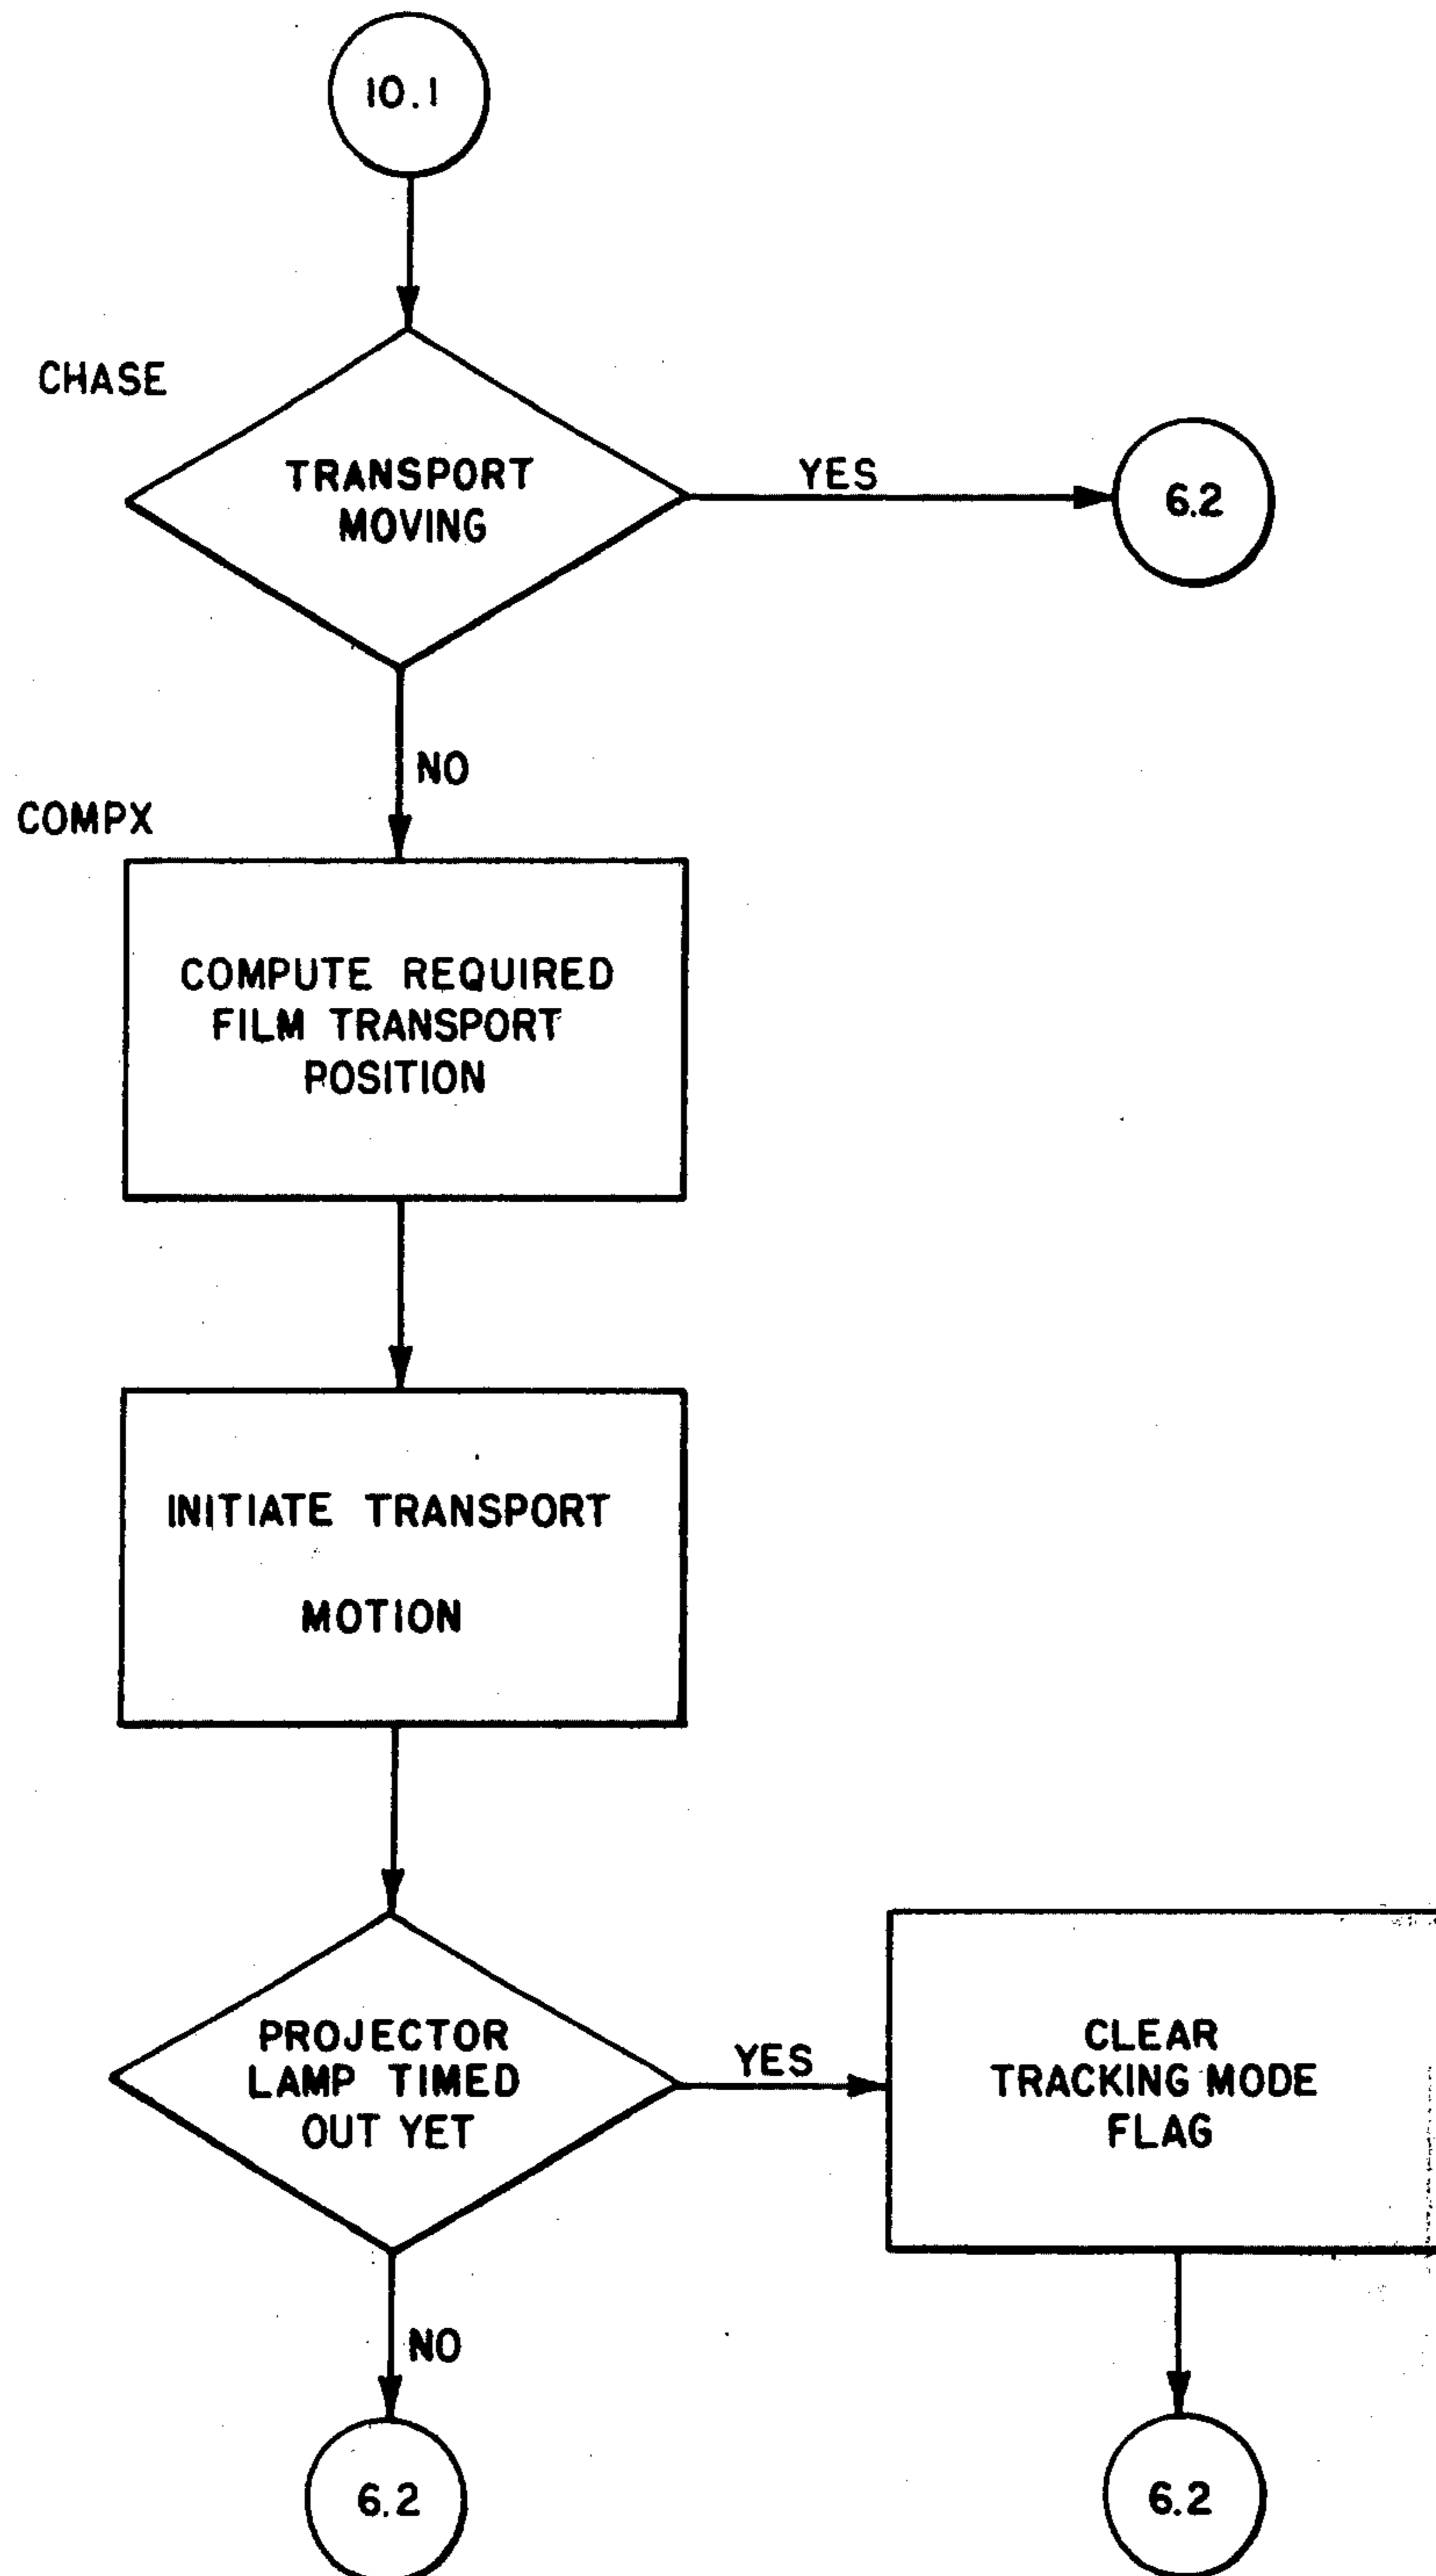 10.1
CHASE
TRANSPORT
MOVING
YES
6.2
NO
COMPX
COMPUTE REQUIRED
FILM TRANSPORT
POSITION
INITIATE TRANSPORT
MOTION
PROJECTOR
LAMP TIMED
OUT YET
YES
CLEAR
TRACKING MODE
FLAG
NO
6.2
6.2